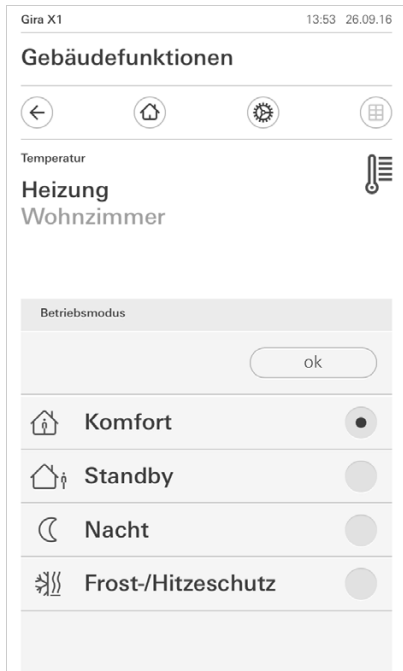 Gira X1 13:53 26.09.16
Gebäudefunktionen
Temperatur
Heizung
Wohnzimmer
Betriebsmodus
ok
Komfort
Standby
Nacht
Frost-/Hitzeschutz